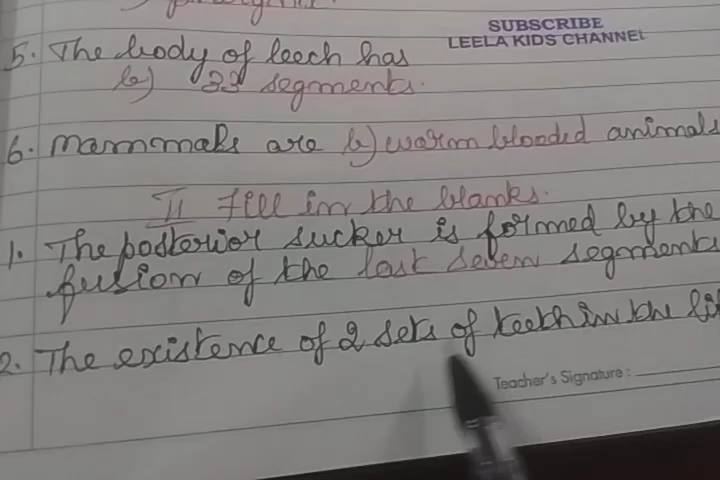 SUBSCRIBE
LEELA KIDS CHANNEL
5. The body of leech has
b) 33 segments.
6. Mammals are b) warm blooded animals
II Fill in the blanks.
1. The posterior sucker is formed by the
fusion of the last seven segments
2. The existence of 2 sets of teeth in the
Teacher's Signature :